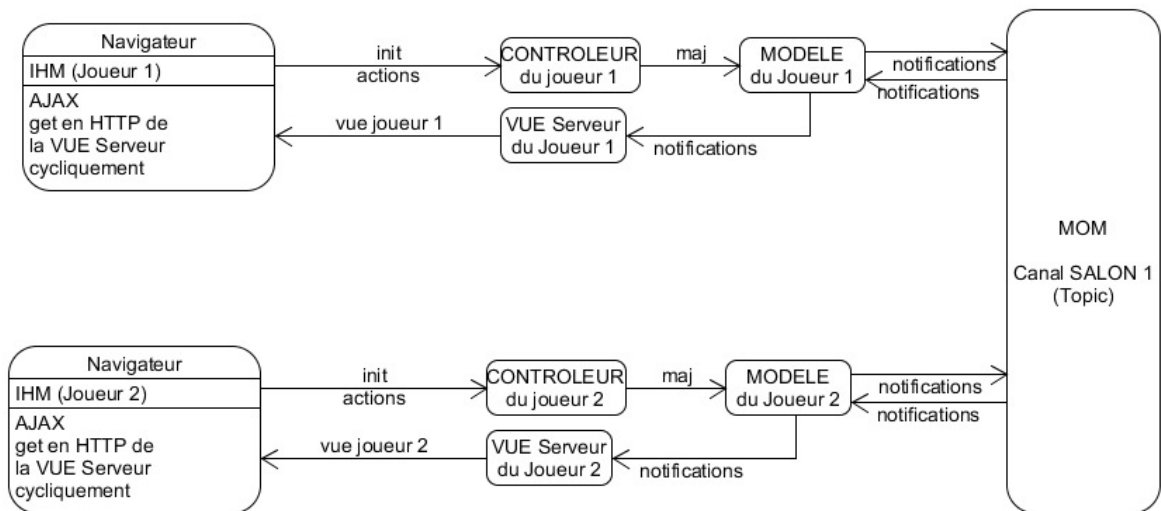 Navigateur
IHM (Joueur 1)
AJAX
get en HTTP de
la VUE Serveur
cycliquement
init
actions
CONTROLEUR
du joueur 1
maj
MODELE
du Joueur 1
notifications
notifications
vue joueur 1
VUE Serveur
du Joueur 1
notifications
MOM
Canal SALON 1
(Topic)
Navigateur
IHM (Joueur 2)
AJAX
get en HTTP de
la VUE Serveur
cycliquement
init
actions
CONTROLEUR
du joueur 2
maj
MODELE
du Joueur 2
notifications
notifications
vue joueur 2
VUE Serveur
du Joueur 2
notifications